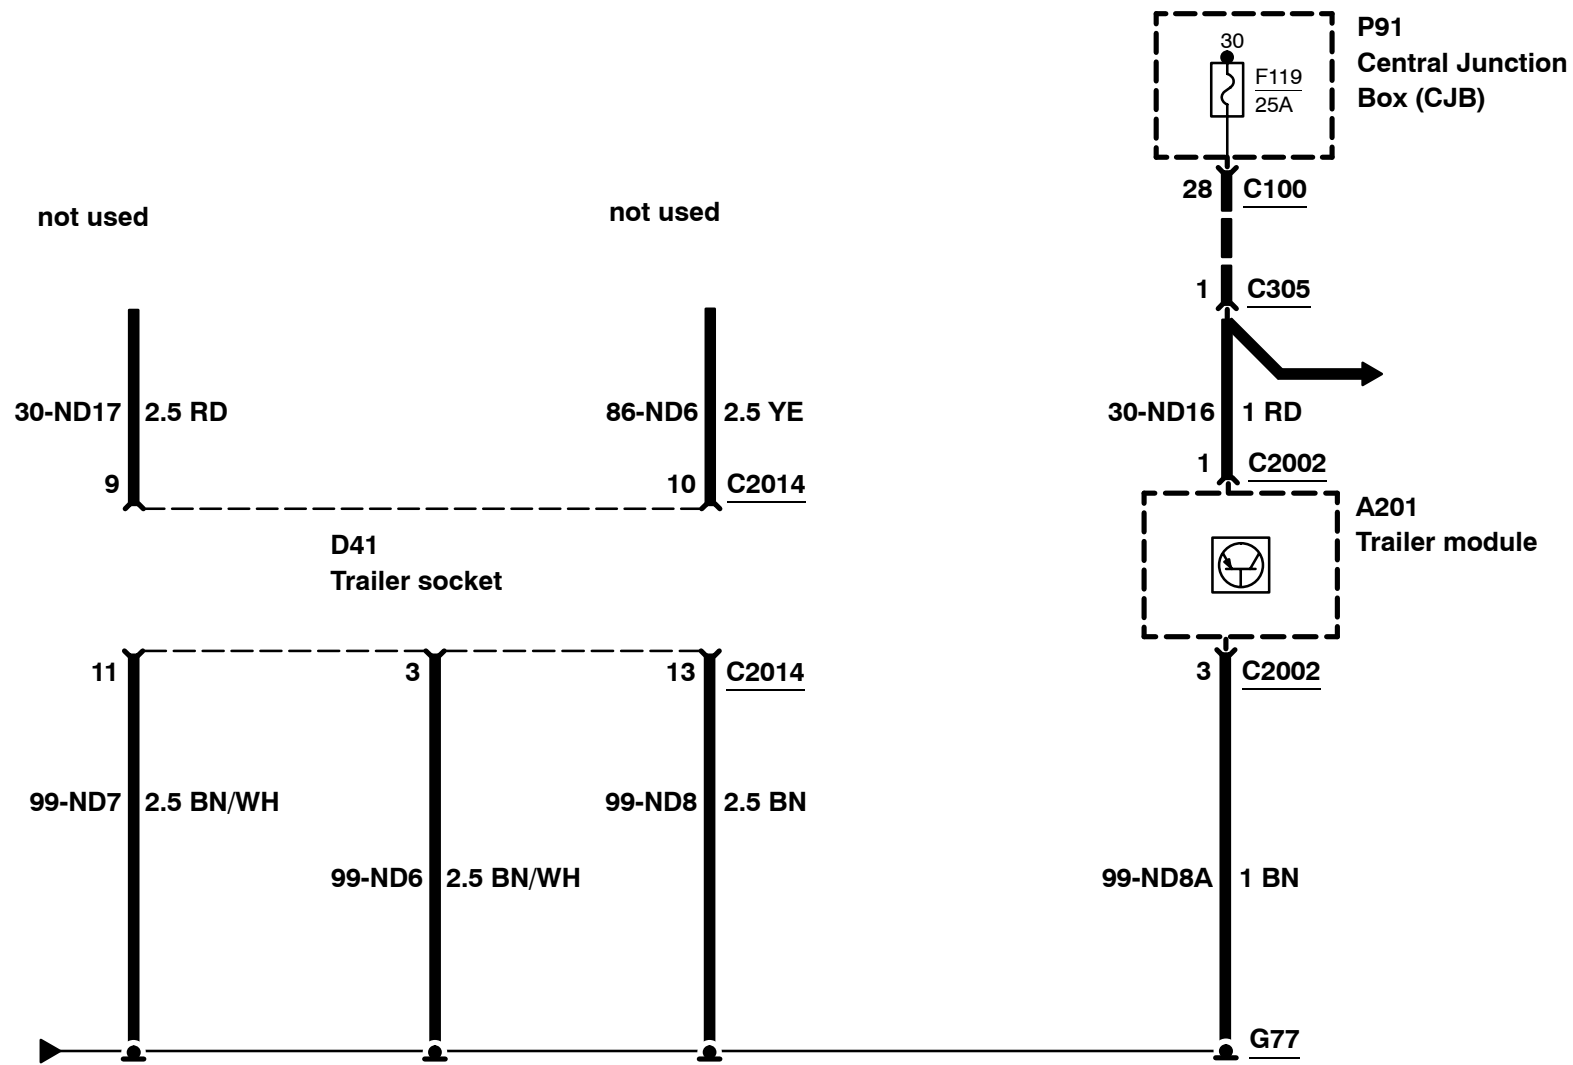 P91
Central Junction
Box (CJB)
30
F119
25A
28 C100
not used
not used
1 C305
30-ND17 2.5 RD
86-ND6 2.5 YE
30-ND16 1 RD
9
10 C2014
1 C2002
D41
Trailer socket
A201
Trailer module
11
3
13 C2014
3 C2002
99-ND7 2.5 BN/WH
99-ND8 2.5 BN
99-ND6 2.5 BN/WH
99-ND8A 1 BN
G77